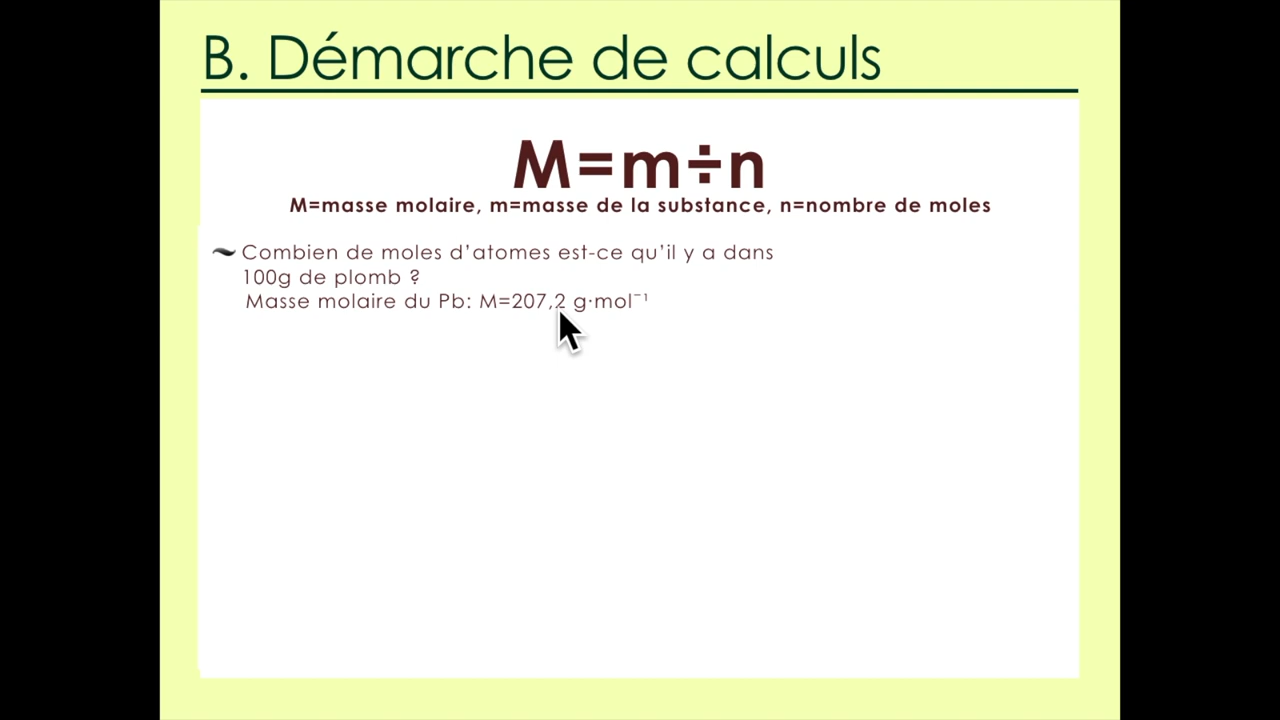 B. Démarche de calculs
M=m÷n
M=masse molaire, m=masse de la substance, n=nombre de moles
Combien de moles d’atomes est-ce qu’il y a dans
100g de plomb ?
Masse molaire du Pb: M=207,2 g·mol⁻¹